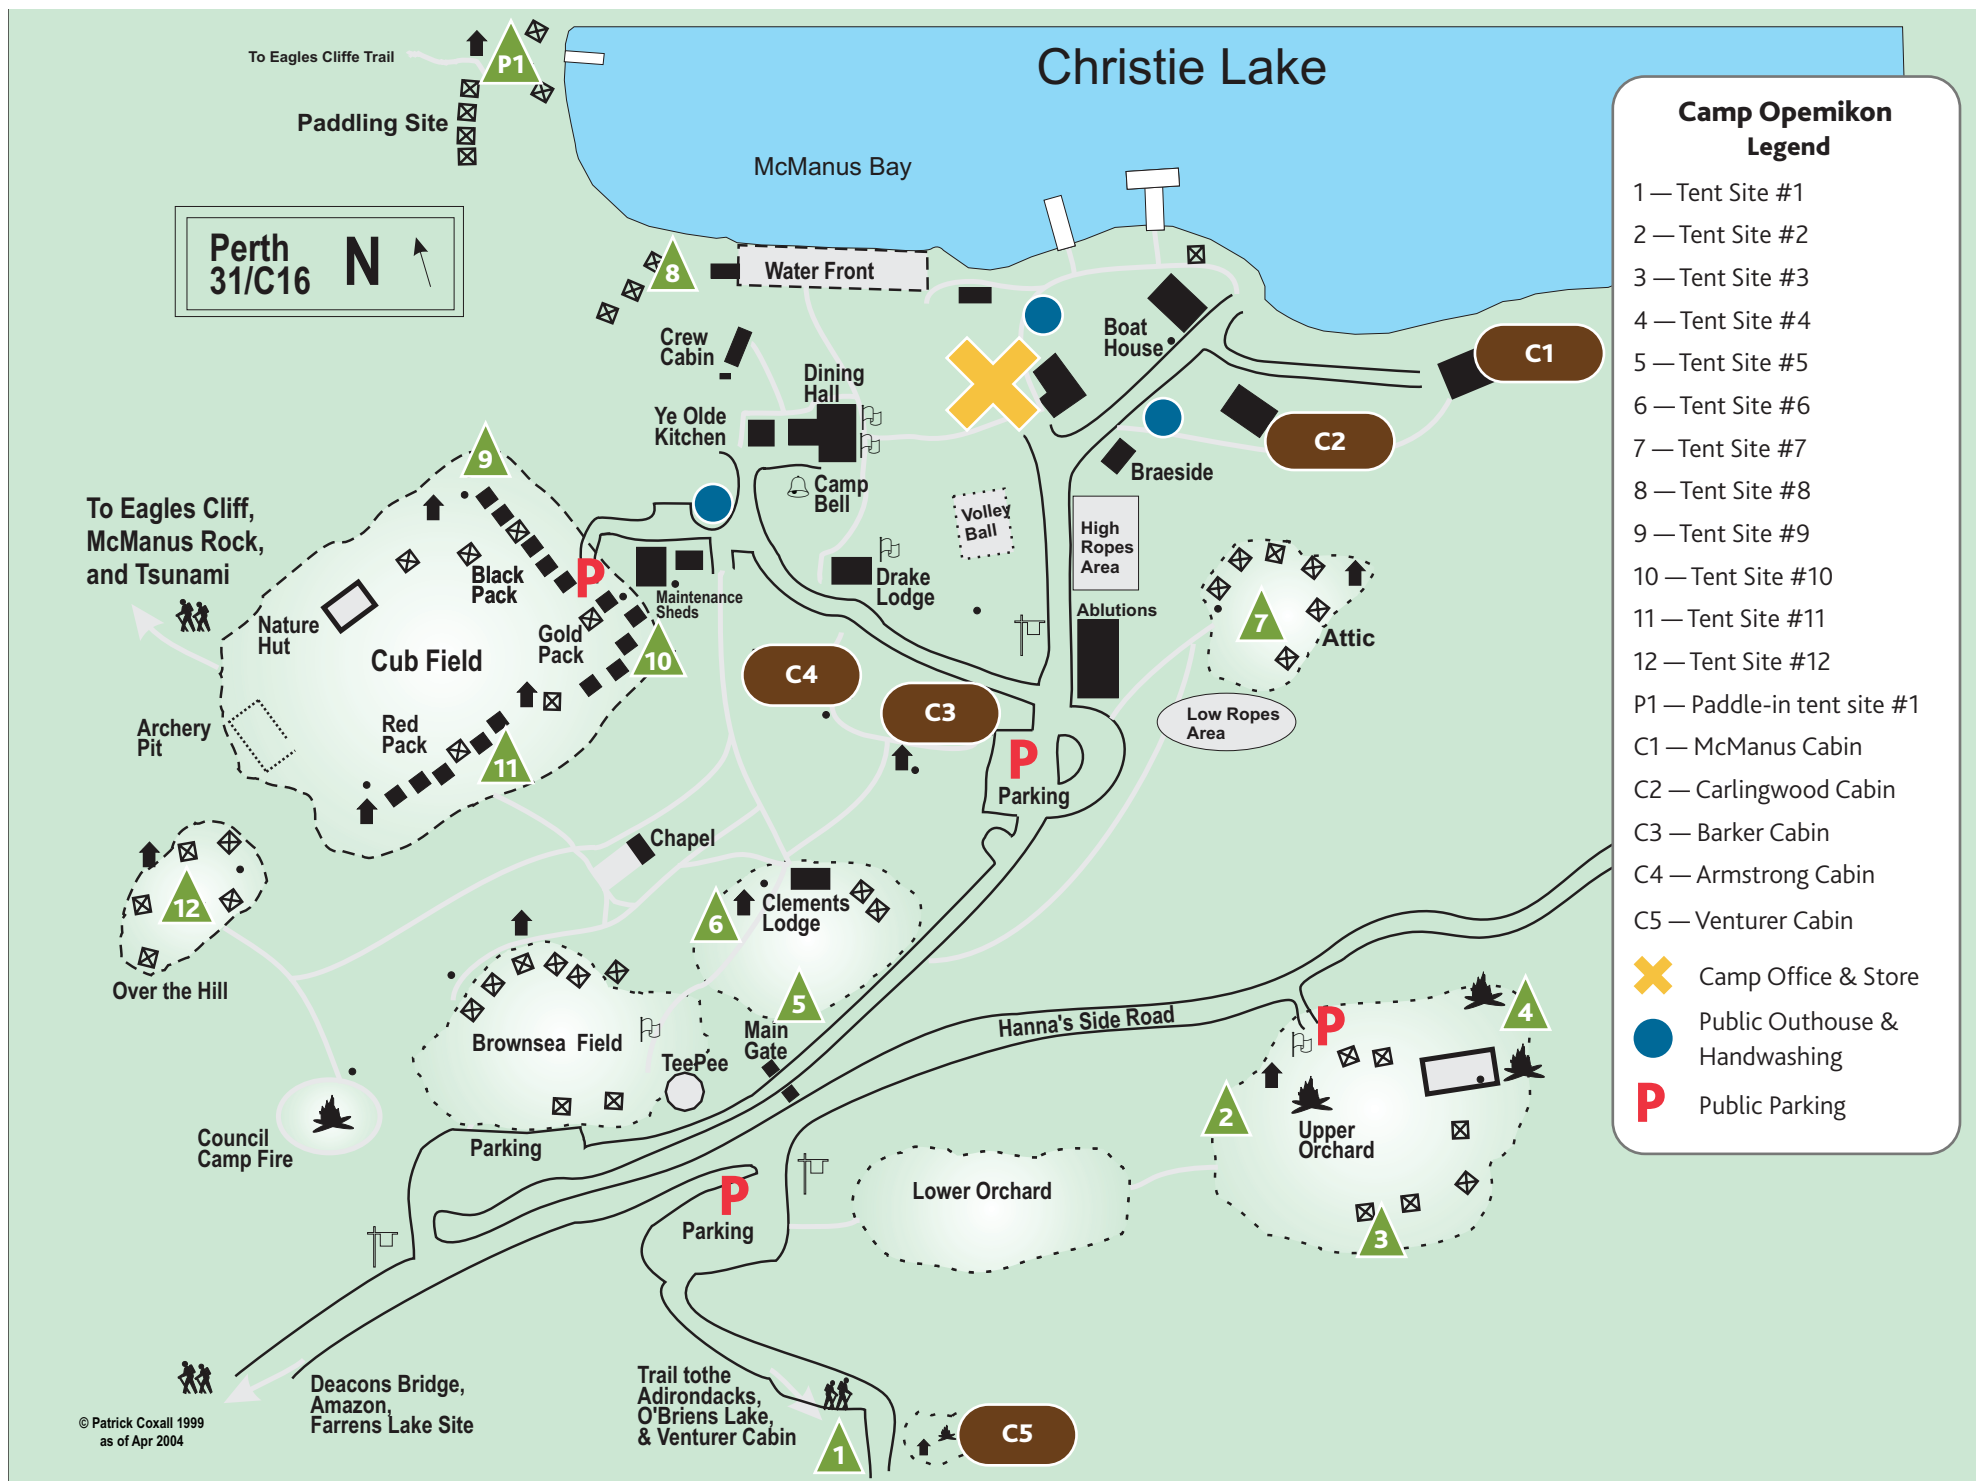 Christie Lake
McManus Bay
To Eagles Cliffe Trail
P1
Paddling Site
Perth
31/C16
N
8
Water Front
Crew
Cabin
Dining
Hall
Ye Olde
Kitchen
Camp
Bell
Boat
House
C1
C2
Braeside
Volley
Ball
High
Ropes
Area
Ablutions
9
To Eagles Cliff,
McManus Rock,
and Tsunami
Black
Pack
P
Maintenance
Sheds
Drake
Lodge
Nature
Hut
Gold
Pack
Cub Field
10
C4
C3
7
Attic
Low Ropes
Area
Archery
Pit
Red
Pack
11
P
Parking
Chapel
12
Over the Hill
6
Clements
Lodge
5
Brownsea Field
Main
Gate
TeePee
Hanna's Side Road
P
4
2
Upper
Orchard
3
Council
Camp Fire
Parking
P
Parking
Lower Orchard
Deacons Bridge,
Amazon,
Farrens Lake Site
Trail tothe
Adirondacks,
O'Briens Lake,
& Venturer Cabin
1
C5
© Patrick Coxall 1999
as of Apr 2004
Camp Opemikon
Legend
1 — Tent Site #1
2 — Tent Site #2
3 — Tent Site #3
4 — Tent Site #4
5 — Tent Site #5
6 — Tent Site #6
7 — Tent Site #7
8 — Tent Site #8
9 — Tent Site #9
10 — Tent Site #10
11 — Tent Site #11
12 — Tent Site #12
P1 — Paddle-in tent site #1
C1 — McManus Cabin
C2 — Carlingwood Cabin
C3 — Barker Cabin
C4 — Armstrong Cabin
C5 — Venturer Cabin
Camp Office & Store
Public Outhouse &
Handwashing
P Public Parking